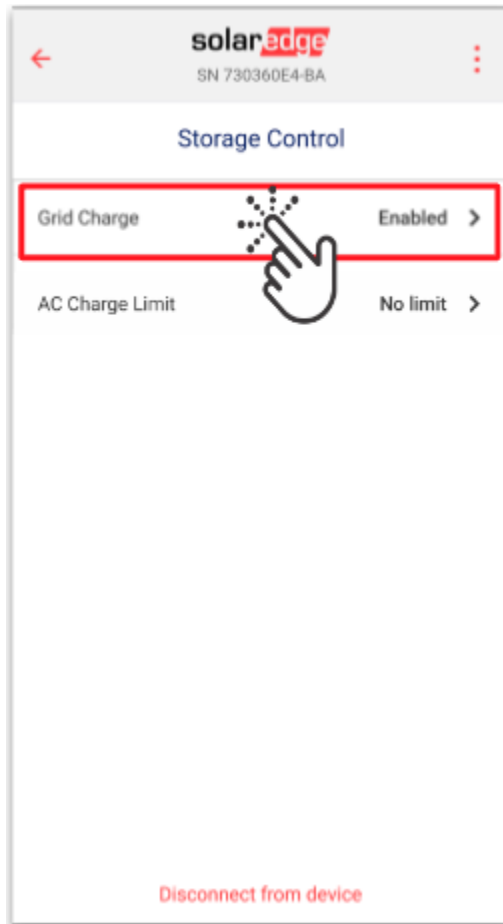 solaredge
SN 730360E4-BA
Storage Control
Grid Charge Enabled
AC Charge Limit No limit
Disconnect from device